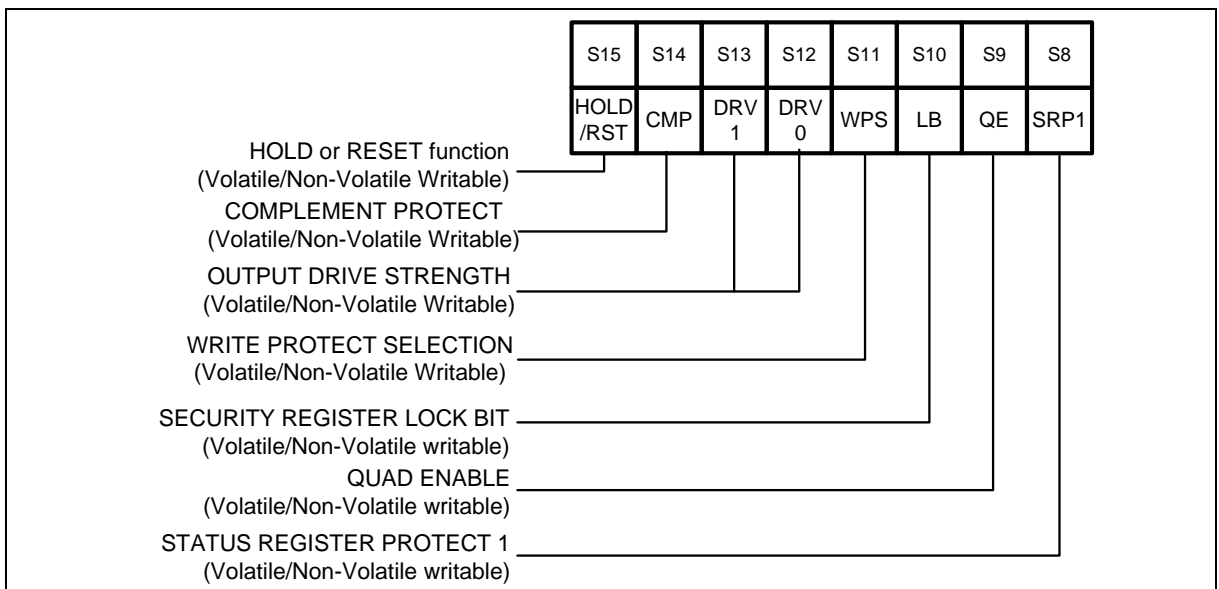 S15 S14 S13 S12 S11 S10 S9 S8
HOLD
/RST CMP DRV
1 DRV
0 WPS LB QE SRP1
HOLD or RESET function
(Volatile/Non-Volatile Writable)
COMPLEMENT PROTECT
(Volatile/Non-Volatile Writable)
OUTPUT DRIVE STRENGTH
(Volatile/Non-Volatile Writable)
WRITE PROTECT SELECTION
(Volatile/Non-Volatile Writable)
SECURITY REGISTER LOCK BIT
(Volatile/Non-Volatile writable)
QUAD ENABLE
(Volatile/Non-Volatile writable)
STATUS REGISTER PROTECT 1
(Volatile/Non-Volatile writable)